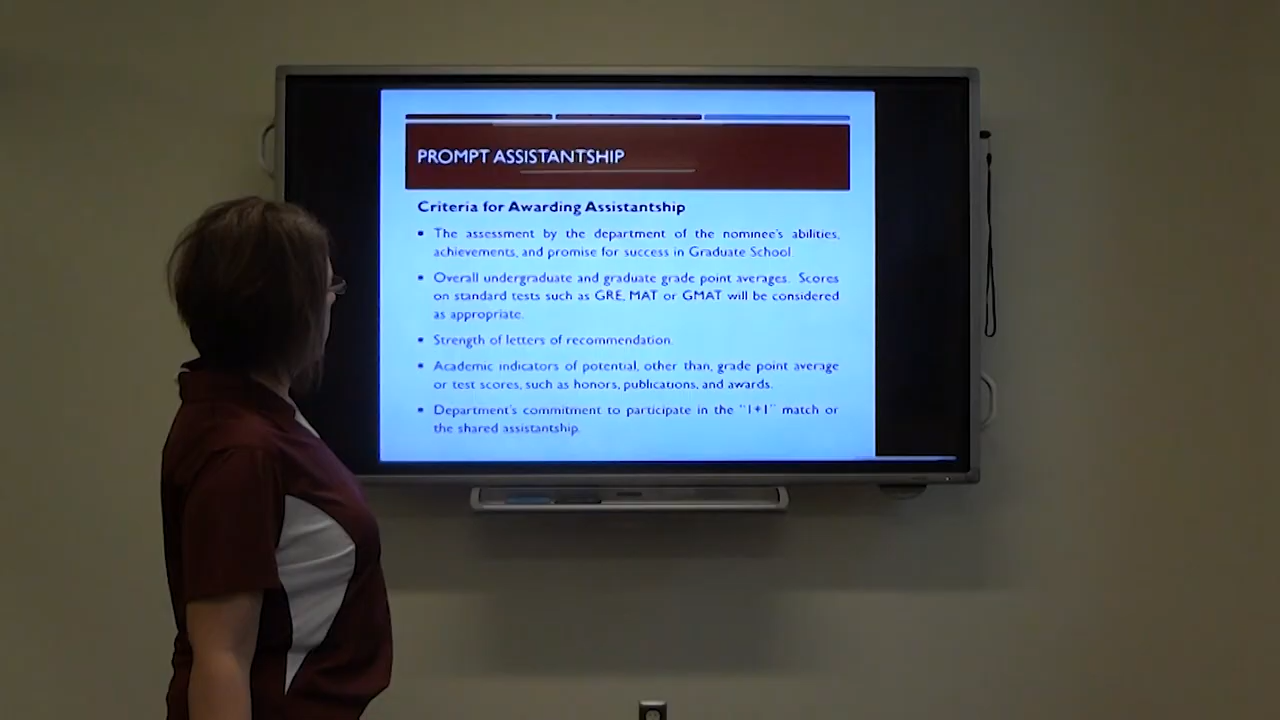 PROMPT ASSISTANTSHIP
Criteria for Awarding Assistantship
• The assessment by the department of the nominee's abilities,
achievements, and promise for success in Graduate School.
• Overall undergraduate and graduate grade point averages. Scores
on standard tests such as GRE, MAT or GMAT will be considered
as appropriate.
• Strength of letters of recommendation.
• Academic indicators of potential, other than, grade point average
or test scores, such as honors, publications, and awards.
• Department's commitment to participate in the "1+1" match or
the shared assistantship.